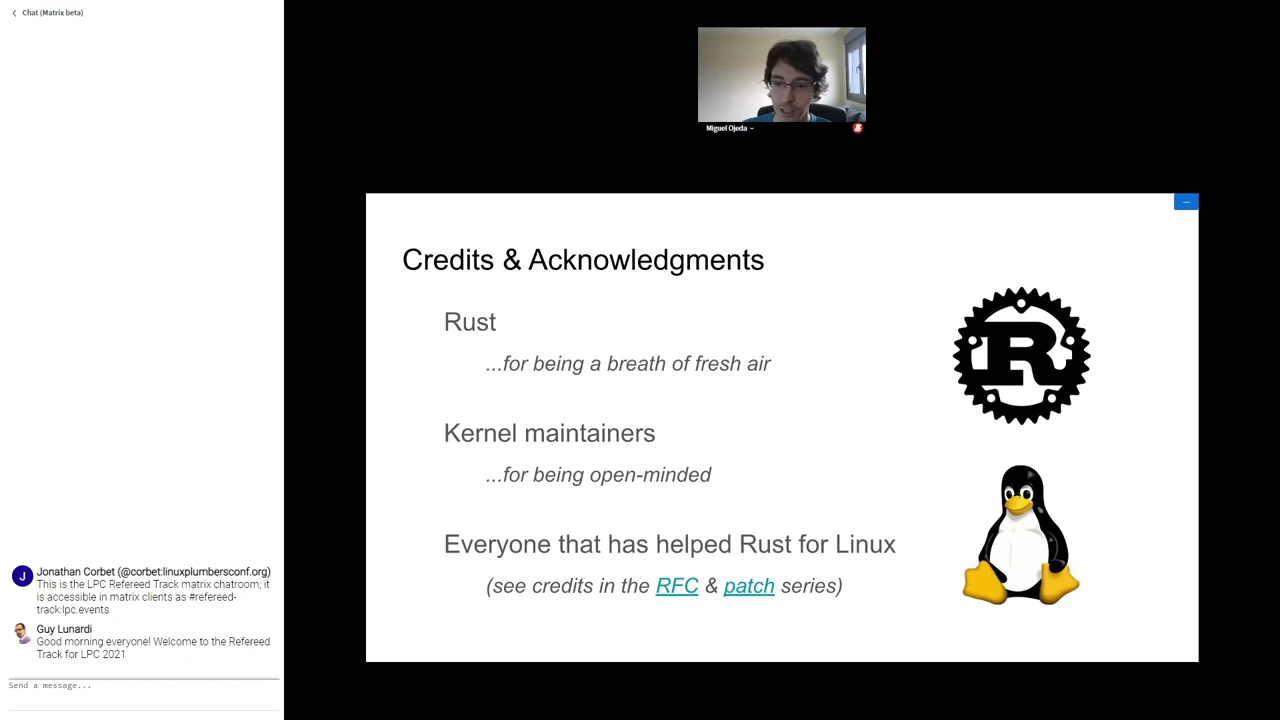 Chat (Matrix beta)
Jonathan Corbet (@corbet:linuxplumbersconf.org)
This is the LPC Refereed Track matrix chatroom; it
is accessible in matrix clients as #refereed-
track:lpc.events
Guy Lunardi
Good morning everyone! Welcome to the Refereed
Track for LPC 2021
Send a message...
Miguel Ojeda
Credits & Acknowledgments
Rust
...for being a breath of fresh air
Kernel maintainers
...for being open-minded
Everyone that has helped Rust for Linux
(see credits in the RFC & patch series)
J
R